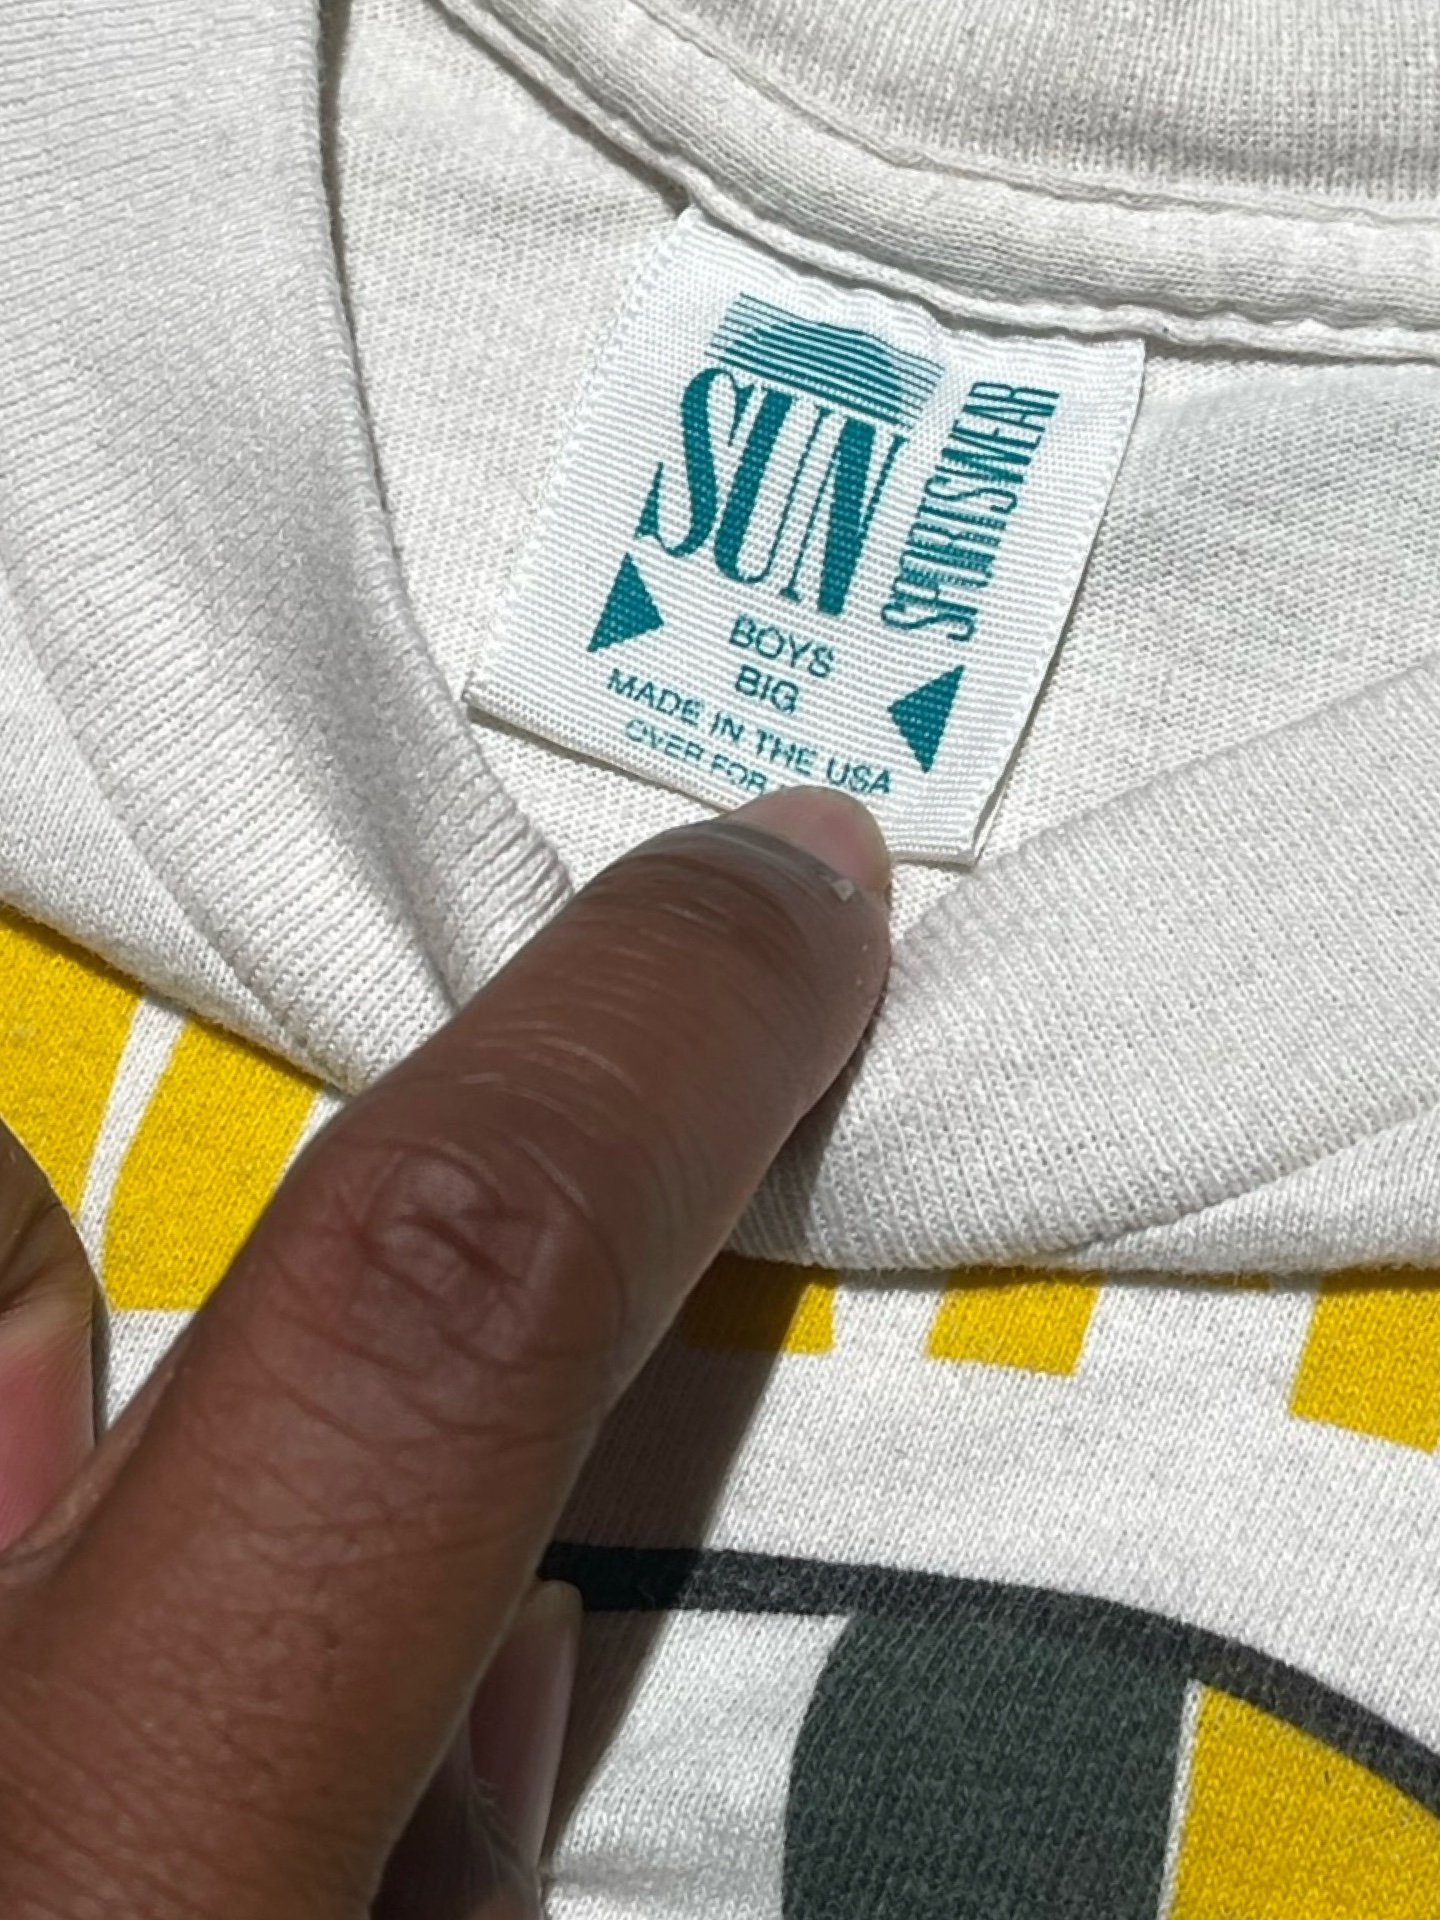 SUN
SPORTSWEAR
BOYS
BIG
MADE IN THE USA
OVER FOR